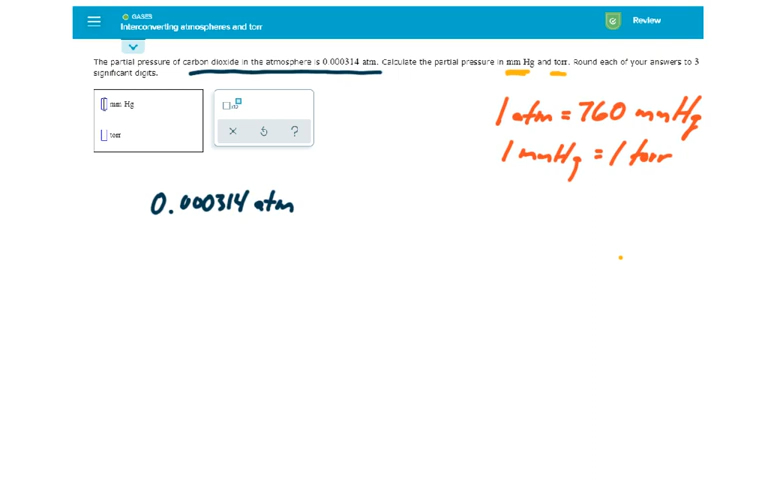 GASES
Interconverting atmospheres and torr
Review
The partial pressure of carbon dioxide in the atmosphere is 0.000314 atm. Calculate the partial pressure in mm Hg and torr. Round each of your answers to 3
significant digits.
mm Hg
torr
x10
× ?
1 atm = 760 mmHg
1 mmHg = 1 torr
0.000314 atm